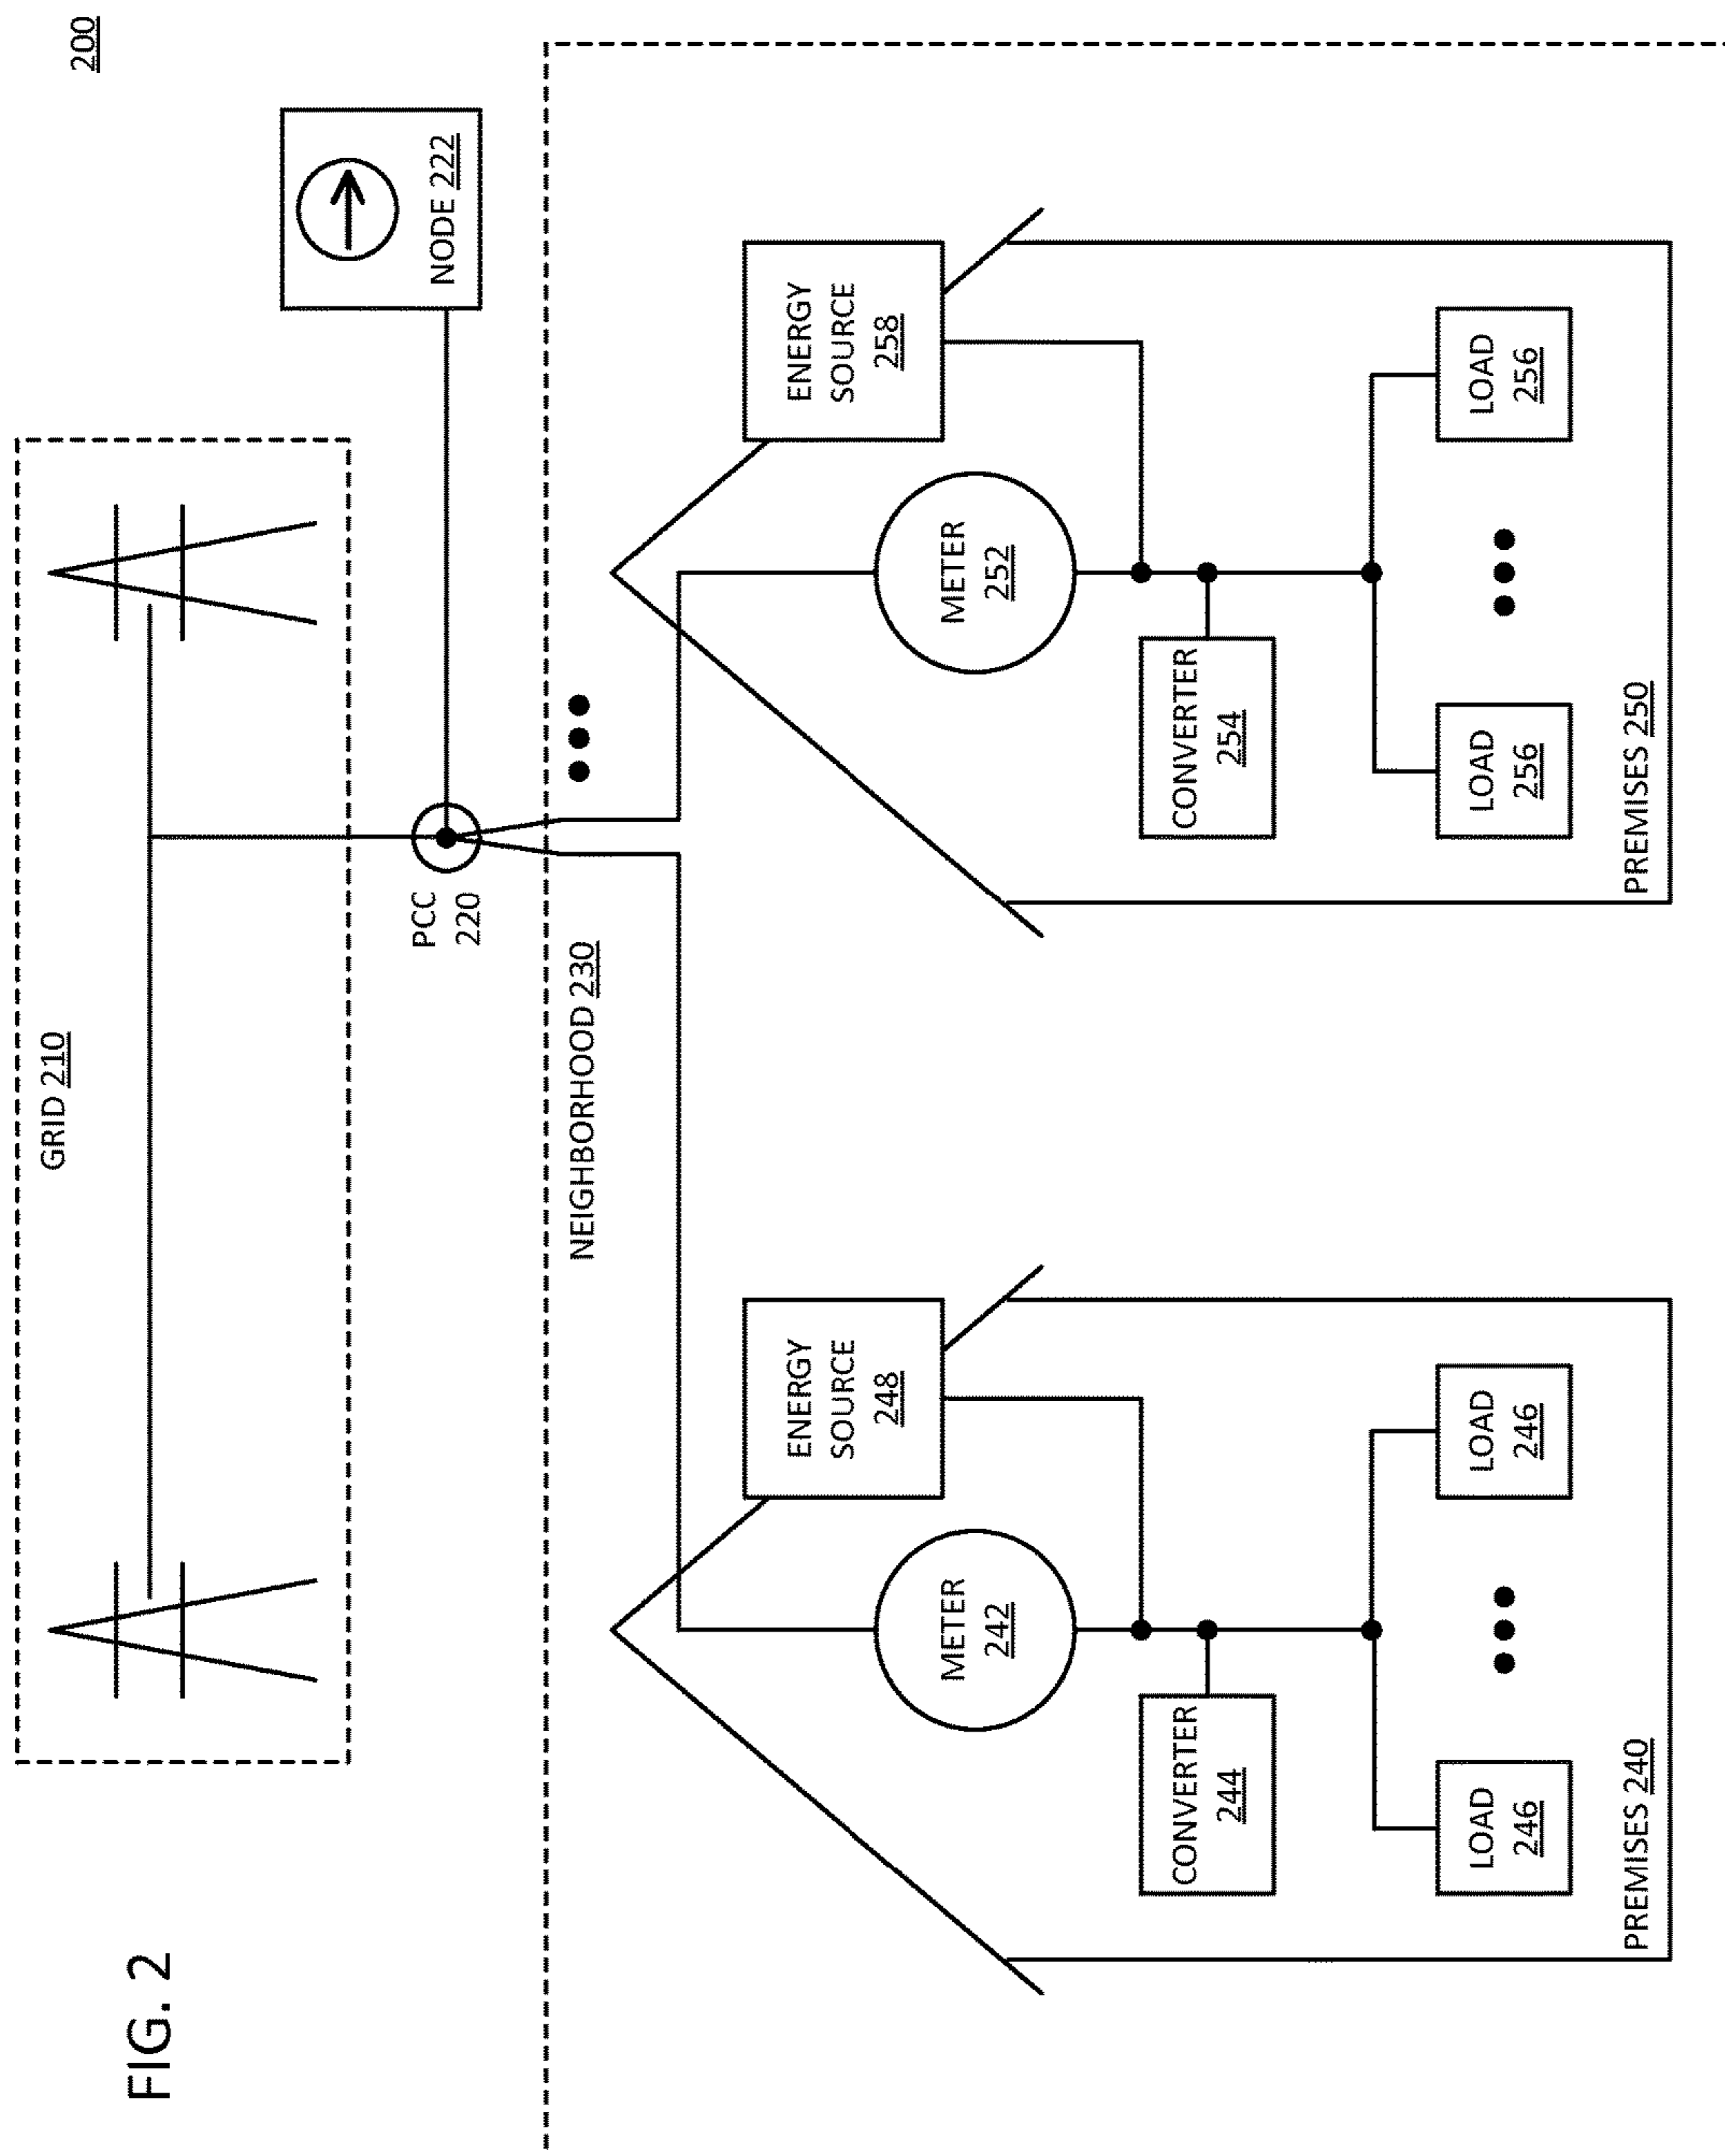 FIG. 2
200
GRID 210
PCC
220
NODE 222
NEIGHBORHOOD 230
ENERGY
SOURCE
248
METER
242
CONVERTER
244
LOAD
246
LOAD
246
PREMISES 240
ENERGY
SOURCE
258
METER
252
CONVERTER
254
LOAD
256
LOAD
256
PREMISES 250